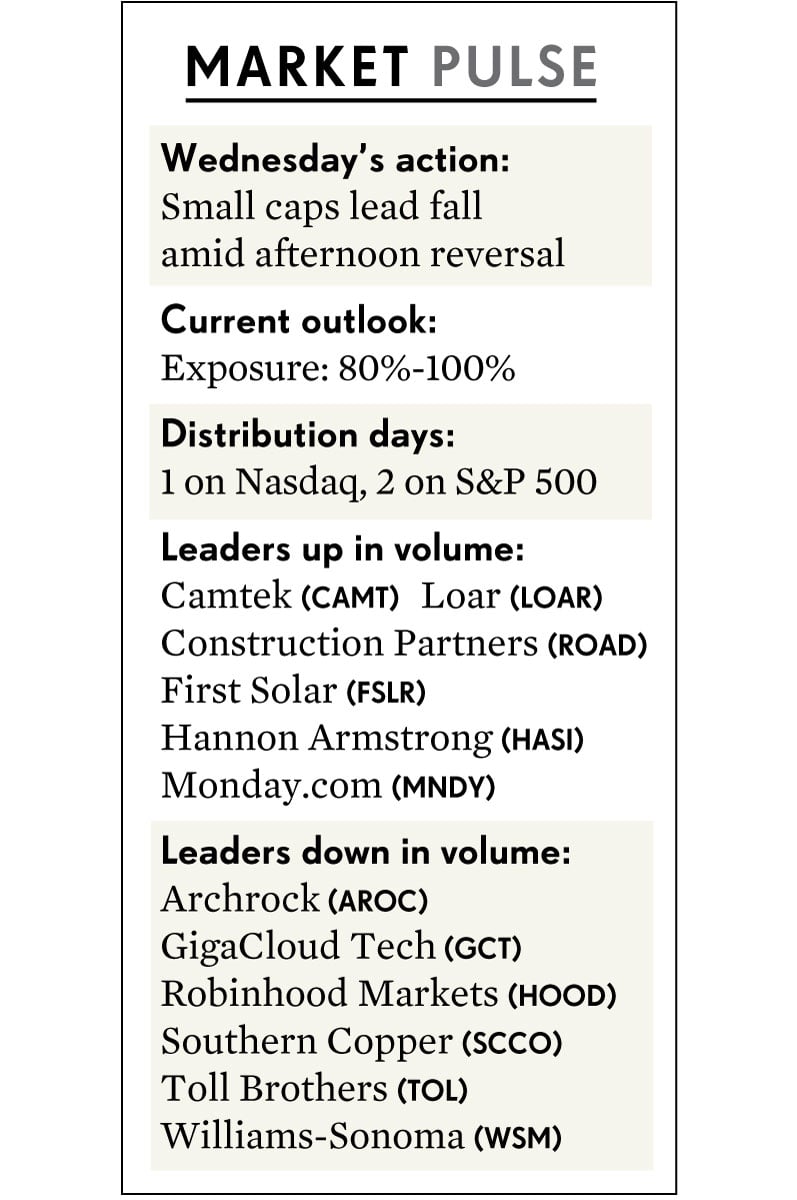 MARKET PULSE
Wednesday’s action:
Small caps lead fall
amid afternoon reversal
Current outlook:
Exposure: 80%-100%
Distribution days:
1 on Nasdaq, 2 on S&P 500
Leaders up in volume:
Camtek (CAMT) Loar (LOAR)
Construction Partners (ROAD)
First Solar (FSLR)
Hannon Armstrong (HASI)
Monday.com (MNDY)
Leaders down in volume:
Archrock (AROC)
GigaCloud Tech (GCT)
Robinhood Markets (HOOD)
Southern Copper (SCCO)
Toll Brothers (TOL)
Williams-Sonoma (WSM)